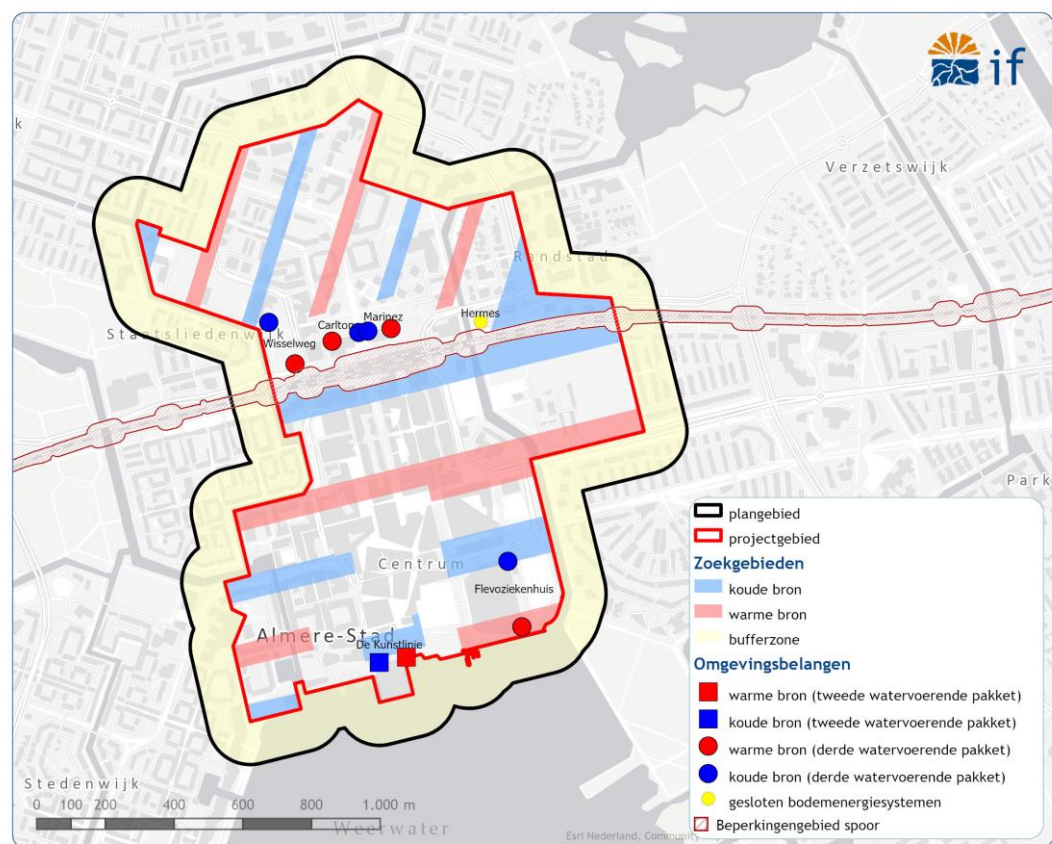 if
Verzetswijk
Randstad
Hermes
Marinez
Carlton
Staatsliedenwijk
Wisselweg
Park
Centrum
Flevoziekenhuis
Almere-Stad
De Kunstlinie
Stedenwijk
0 100 200 400 600 800 1.000 m
Weerwater
Esri Nederland, Community
plangebied
projectgebied
Zoekgebieden
koude bron
warme bron
bufferzone
Omgevingsbelangen
warme bron (tweede watervoerende pakket)
koude bron (tweede watervoerende pakket)
warme bron (derde watervoerende pakket)
koude bron (derde watervoerende pakket)
gesloten bodemenergiesystemen
Beperkingengebied spoor